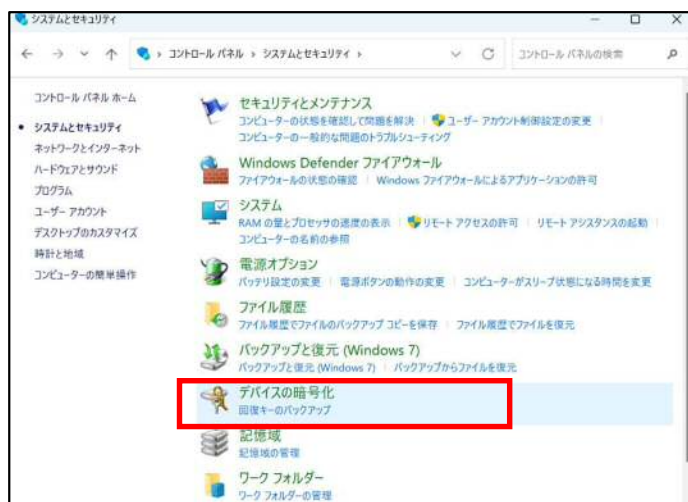 システムとセキュリティ
コントロール パネル › システムとセキュリティ ›
コントロール パネルの検索
コントロール パネル ホーム
システムとセキュリティ
ネットワークとインターネット
ハードウェアとサウンド
プログラム
ユーザー アカウント
デスクトップのカスタマイズ
時計と地域
コンピューターの簡単操作
セキュリティとメンテナンス
コンピューターの状態を確認して問題を解決 | ユーザー アカウント制御設定の変更 |
コンピューターの一般的な問題のトラブルシューティング
Windows Defender ファイアウォール
ファイアウォールの状態の確認 | Windows ファイアウォールによるアプリケーションの許可
システム
RAM の量とプロセッサの速度の表示 | リモート アクセスの許可 | リモート アシスタンスの起動 |
コンピューターの名前の参照
電源オプション
バッテリ設定の変更 | 電源ボタンの動作の変更 | コンピューターがスリープ状態になる時間を変更
ファイル履歴
ファイル履歴でファイルのバックアップ コピーを保存 | ファイル履歴でファイルを復元
バックアップと復元 (Windows 7)
バックアップと復元 (Windows 7) | バックアップからファイルを復元
デバイスの暗号化
回復キーのバックアップ
記憶域
記憶域の管理
ワーク フォルダー
ワーク フォルダーの管理